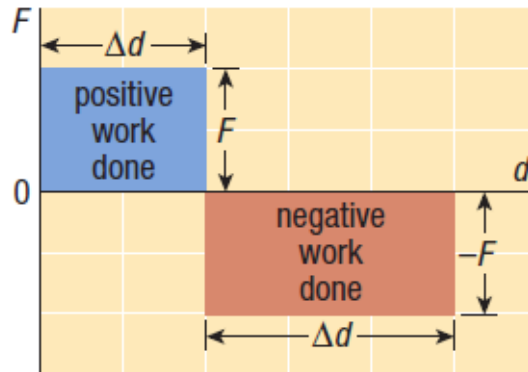 F
Δd
positive
work
done
F
0
d
negative
work
done
–F
Δd